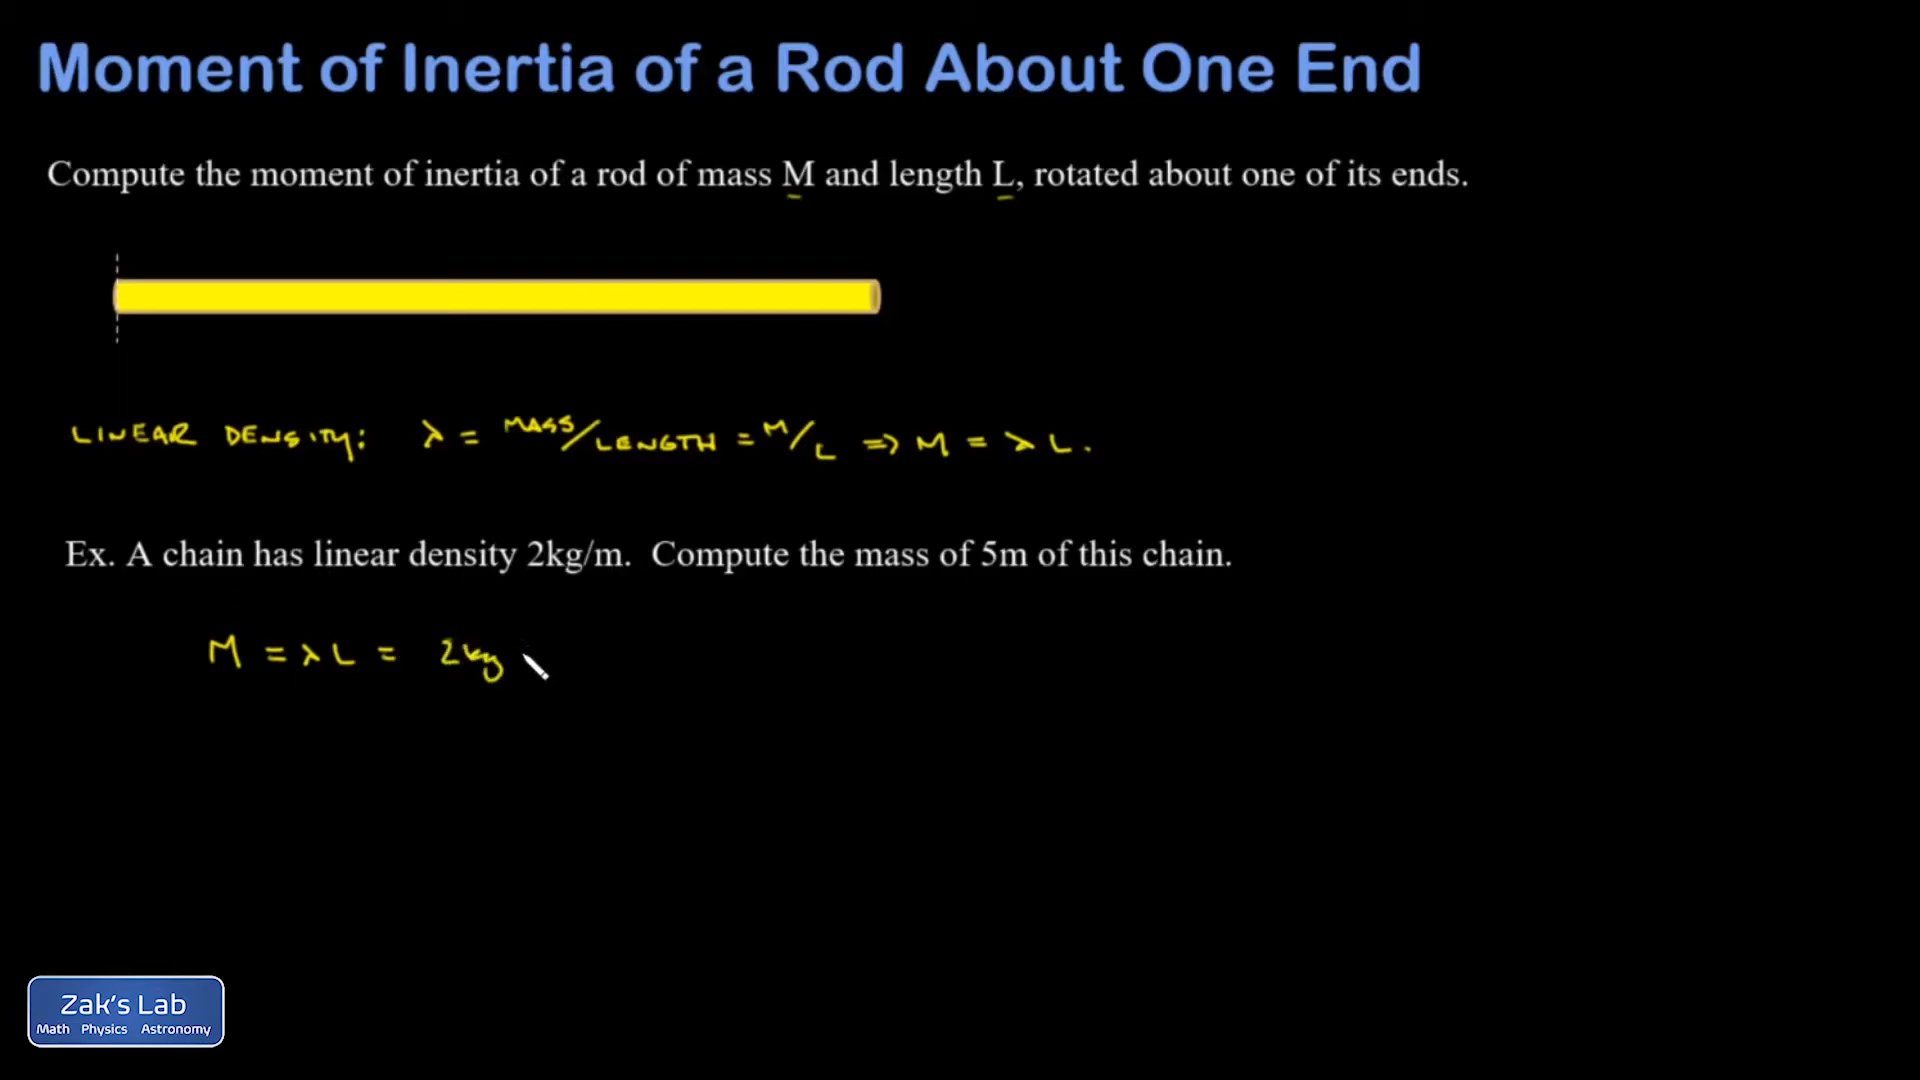 Moment of Inertia of a Rod About One End
Compute the moment of inertia of a rod of mass M and length L, rotated about one of its ends.
LINEAR DENSITY: λ = MASS/LENGTH = M/L => M = λ L.
Ex. A chain has linear density 2kg/m. Compute the mass of 5m of this chain.
M = λ L = 2kg
Zak's Lab
Math Physics Astronomy